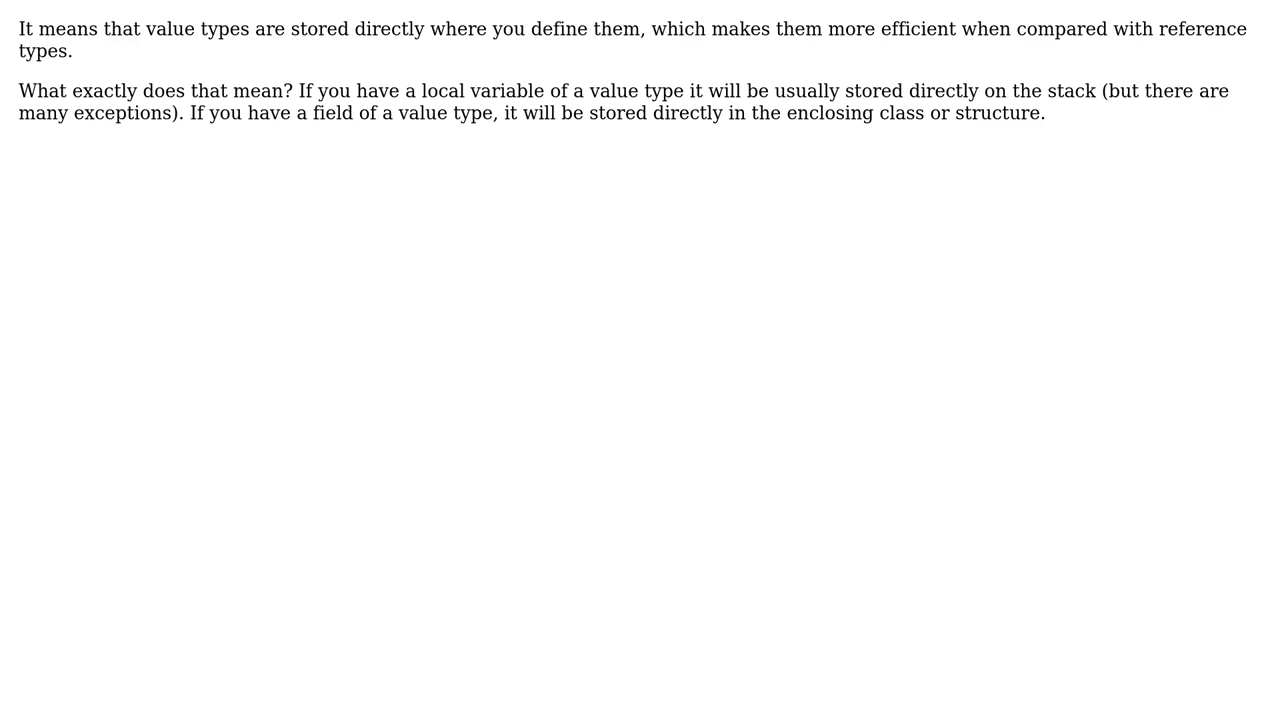 It means that value types are stored directly where you define them, which makes them more efficient when compared with reference
types.
What exactly does that mean? If you have a local variable of a value type it will be usually stored directly on the stack (but there are
many exceptions). If you have a field of a value type, it will be stored directly in the enclosing class or structure.